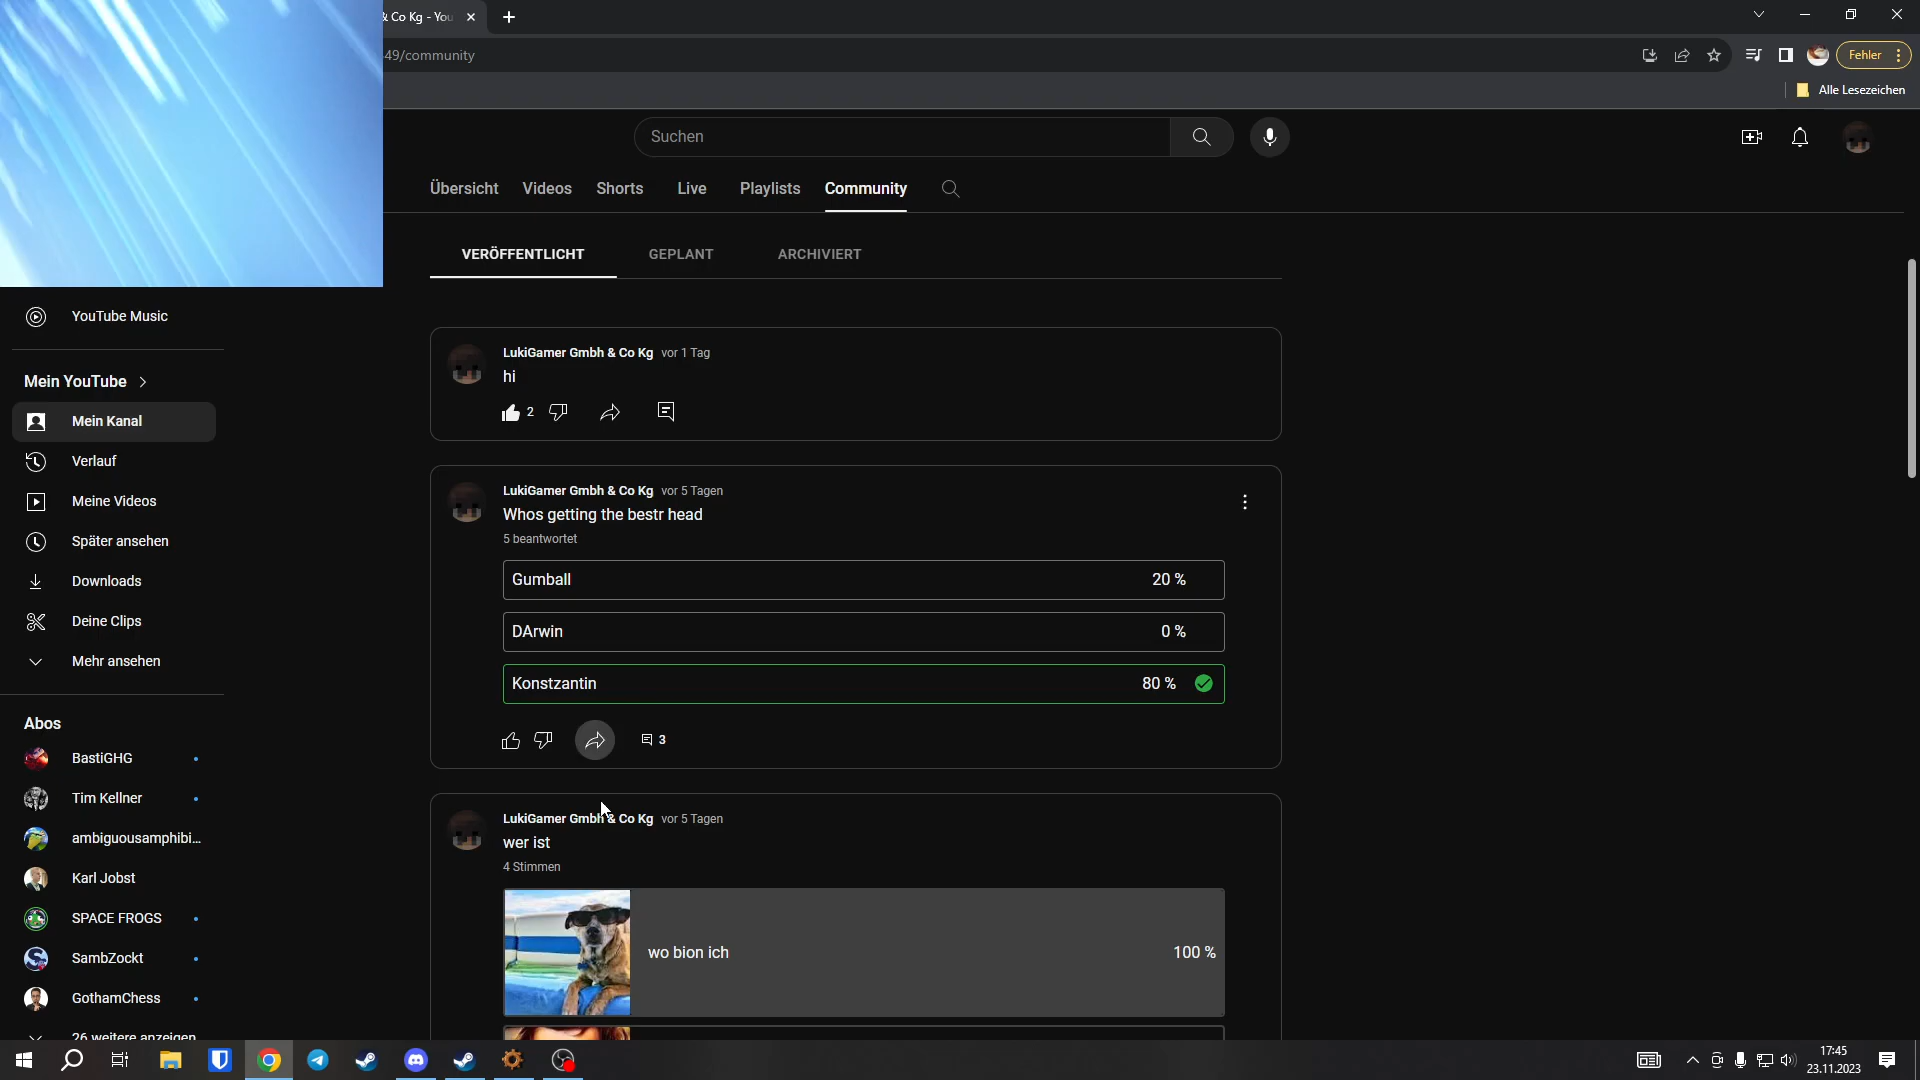 & Co Kg - You
49/community
Fehler
Alle Lesezeichen
Suchen
Übersicht Videos Shorts Live Playlists Community
VERÖFFENTLICHT GEPLANT ARCHIVIERT
YouTube Music
Mein YouTube
Mein Kanal
Verlauf
Meine Videos
Später ansehen
Downloads
Deine Clips
Mehr ansehen
Abos
BastiGHG
Tim Kellner
ambiguousamphibi...
Karl Jobst
SPACE FROGS
SambZockt
GothamChess
26 weitere anzeigen
LukiGamer Gmbh & Co Kg vor 1 Tag
hi
2
LukiGamer Gmbh & Co Kg vor 5 Tagen
Whos getting the bestr head
5 beantwortet
Gumball 20 %
DArwin 0 %
Konstzantin 80 %
3
LukiGamer Gmbh & Co Kg vor 5 Tagen
wer ist
4 Stimmen
wo bion ich 100 %
17:45
23.11.2023